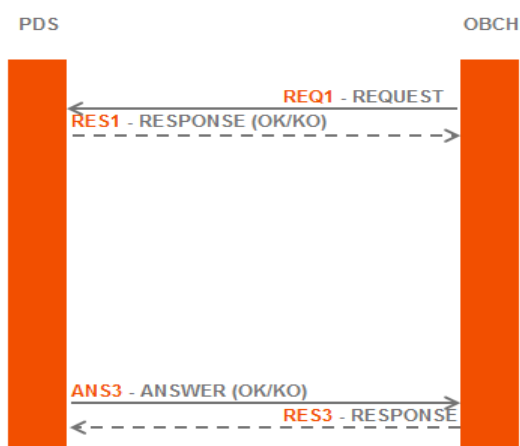 PDS OBCH
REQ1 - REQUEST
RES1 - RESPONSE (OK/KO)
ANS3 - ANSWER (OK/KO)
RES3 - RESPONSE